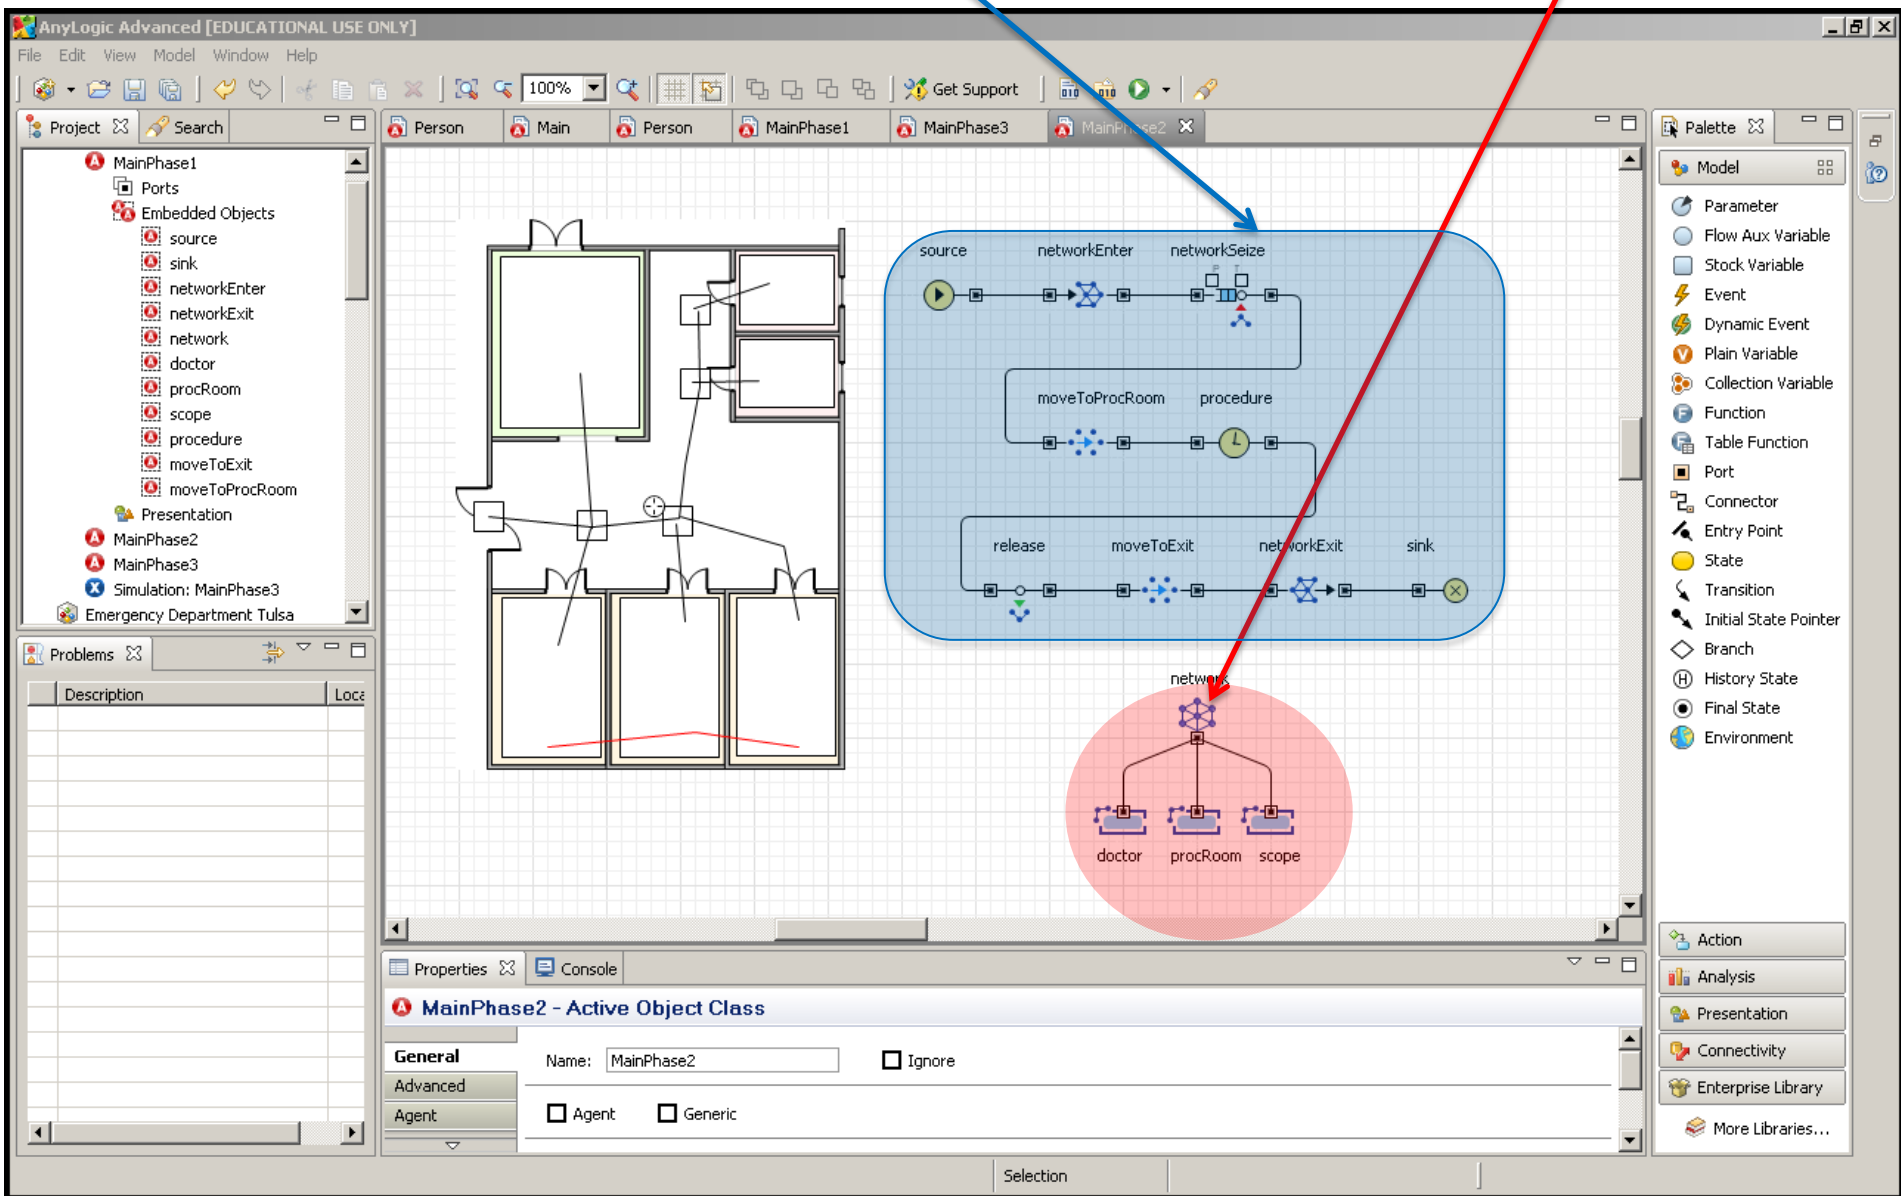 AnyLogic Advanced [EDUCATIONAL USE ONLY]
File Edit View Model Window Help
100% Get Support
Project Search
MainPhase1
Ports
Embedded Objects
source
sink
networkEnter
networkExit
network
doctor
procRoom
scope
procedure
moveToExit
moveToProcRoom
Presentation
MainPhase2
MainPhase3
Simulation: MainPhase3
Emergency Department Tulsa
Problems
Description Loca
Person Main Person MainPhase1 MainPhase3 MainPhase2
source networkEnter networkSeize
P T
moveToProcRoom procedure
release moveToExit networkExit sink
network
doctor procRoom scope
Properties Console
MainPhase2 - Active Object Class
General
Advanced
Agent
Name: MainPhase2 Ignore
Agent Generic
Selection
Palette
Model
Parameter
Flow Aux Variable
Stock Variable
Event
Dynamic Event
Plain Variable
Collection Variable
Function
Table Function
Port
Connector
Entry Point
State
Transition
Initial State Pointer
Branch
History State
Final State
Environment
Action
Analysis
Presentation
Connectivity
Enterprise Library
More Libraries...